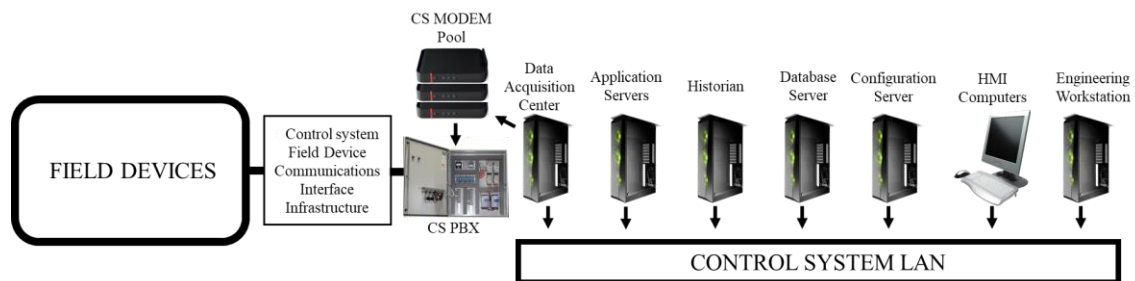 CS MODEM
Pool
Data
Acquisition
Center
Application
Servers
Historian
Database
Server
Configuration
Server
HMI
Computers
Engineering
Workstation
FIELD DEVICES
Control system
Field Device
Communications
Interface
Infrastructure
CS PBX
CONTROL SYSTEM LAN